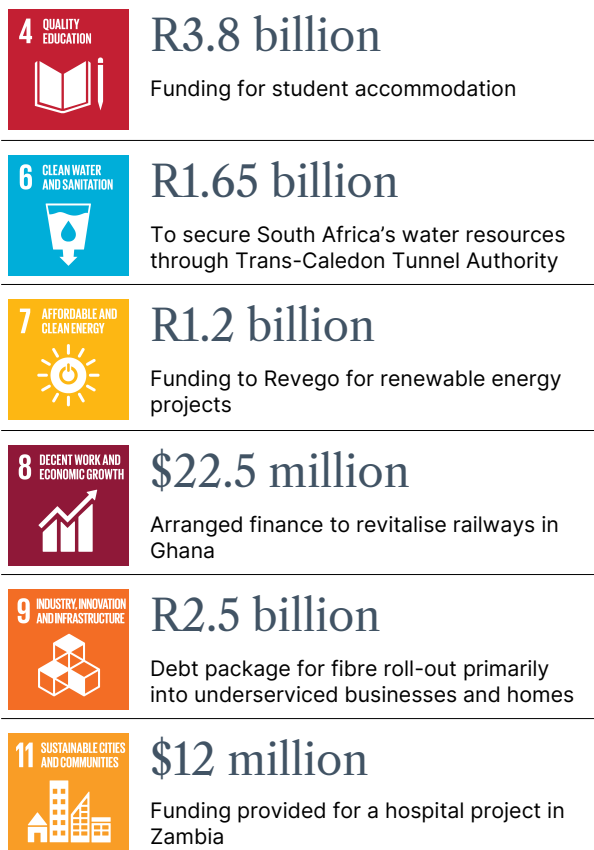 4 QUALITY
EDUCATION
R3.8 billion
Funding for student accommodation
6 CLEAN WATER
AND SANITATION
R1.65 billion
To secure South Africa’s water resources
through Trans-Caledon Tunnel Authority
7 AFFORDABLE AND
CLEAN ENERGY
R1.2 billion
Funding to Revego for renewable energy
projects
8 DECENT WORK AND
ECONOMIC GROWTH
$22.5 million
Arranged finance to revitalise railways in
Ghana
9 INDUSTRY, INNOVATION
AND INFRASTRUCTURE
R2.5 billion
Debt package for fibre roll-out primarily
into underserviced businesses and homes
11 SUSTAINABLE CITIES
AND COMMUNITIES
$12 million
Funding provided for a hospital project in
Zambia